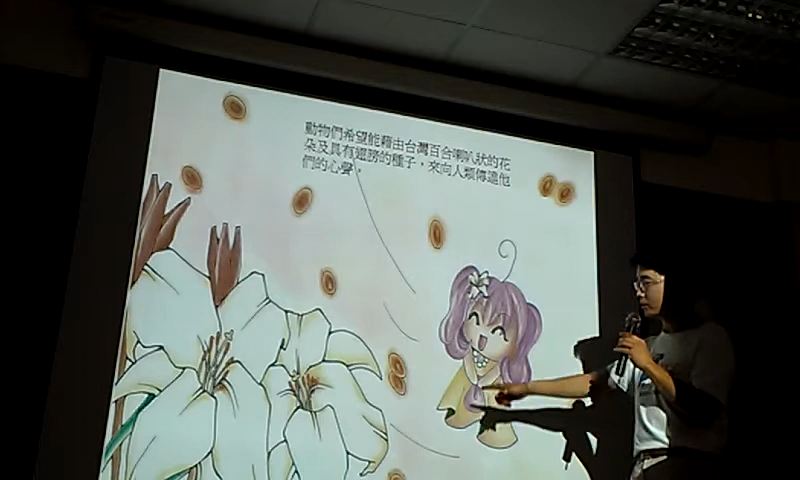 動物們希望能藉由台灣百合喇叭狀的花
朵及具有翅膀的種子，來向人類傳達他
們的心聲。